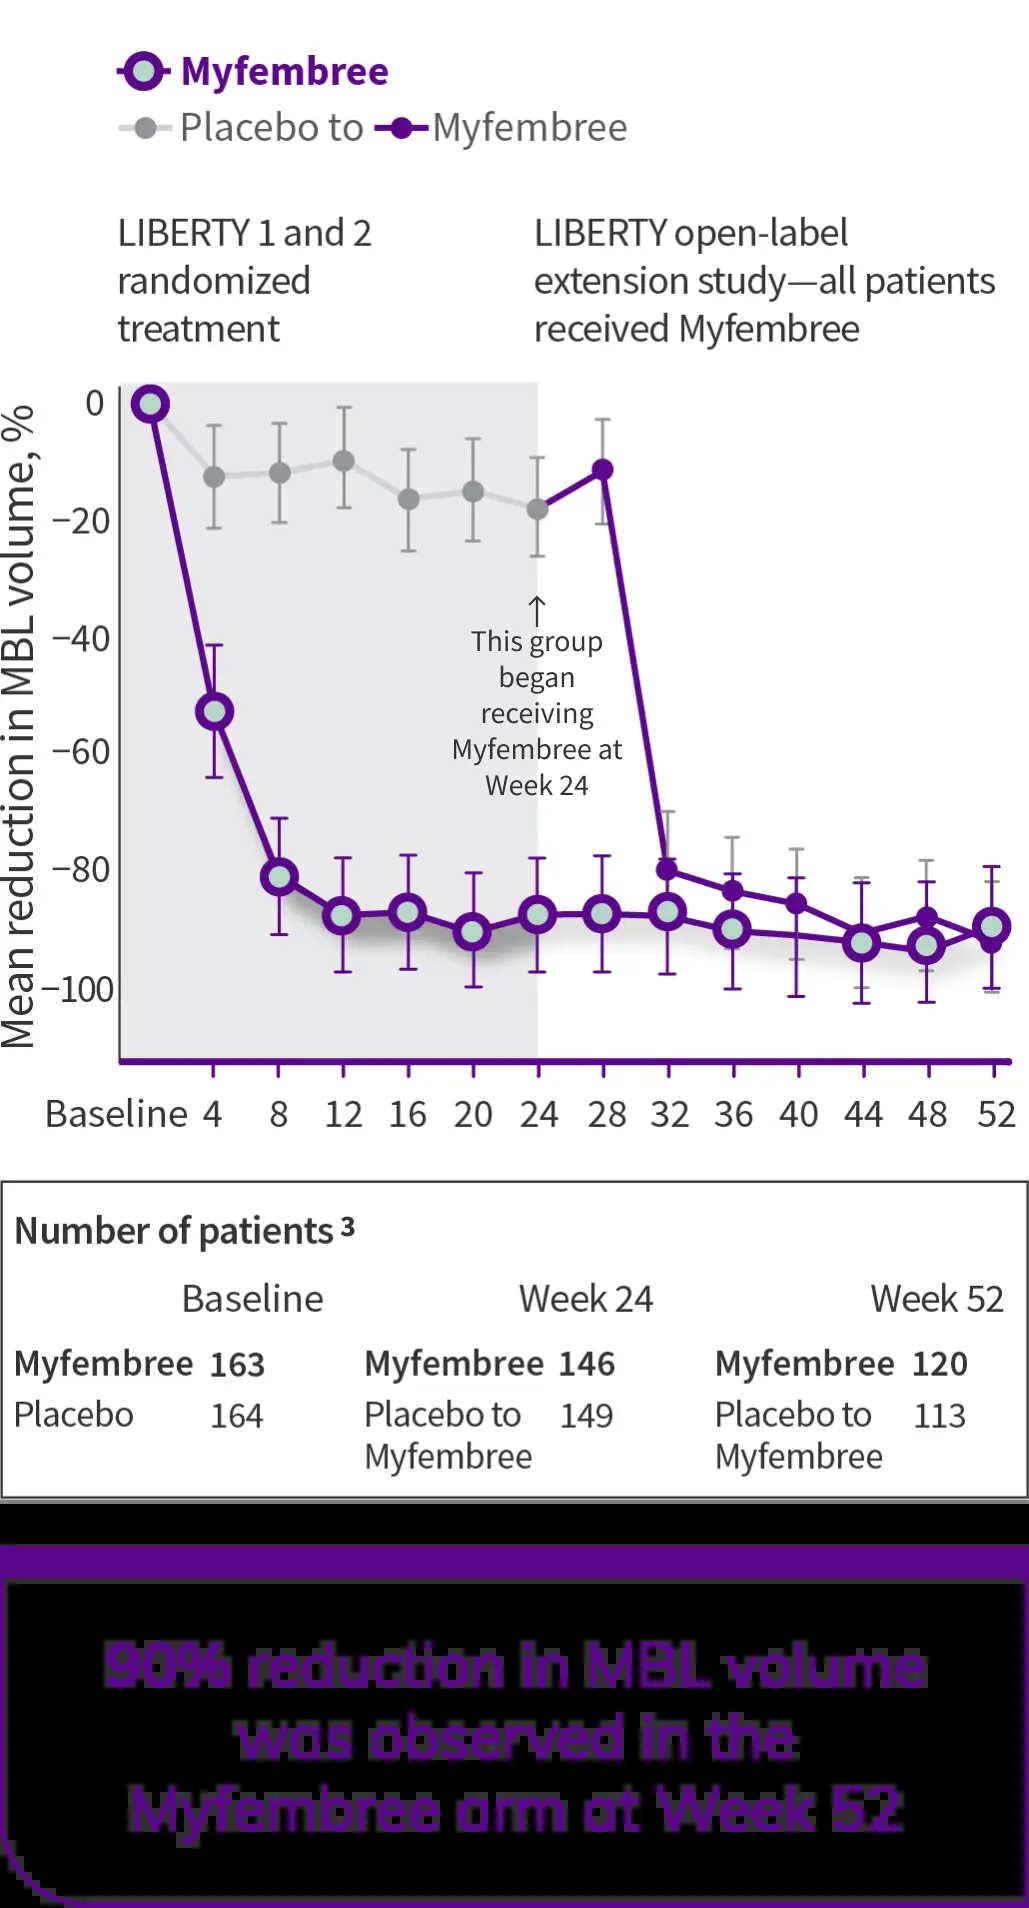 Myfembree
Placebo to Myfembree
LIBERTY 1 and 2
randomized
treatment
LIBERTY open-label
extension study—all patients
received Myfembree
Mean reduction in MBL volume, %
0
−20
−40
−60
−80
−100
This group
began
receiving
Myfembree at
Week 24
Baseline 4 8 12 16 20 24 28 32 36 40 44 48 52
Number of patients 3
Baseline Week 24 Week 52
Myfembree 163 Myfembree 146 Myfembree 120
Placebo 164 Placebo to 149 Placebo to 113
Myfembree Myfembree
90% reduction in MBL volume
was observed in the
Myfembree arm at Week 52